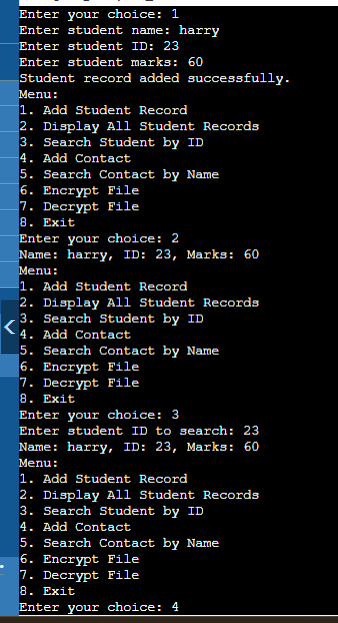 Enter your choice: 1
Enter student name: harry
Enter student ID: 23
Enter student marks: 60
Student record added successfully.
Menu:
1. Add Student Record
2. Display All Student Records
3. Search Student by ID
4. Add Contact
5. Search Contact by Name
6. Encrypt File
7. Decrypt File
8. Exit
Enter your choice: 2
Name: harry, ID: 23, Marks: 60
Menu:
1. Add Student Record
2. Display All Student Records
3. Search Student by ID
4. Add Contact
5. Search Contact by Name
6. Encrypt File
7. Decrypt File
8. Exit
Enter your choice: 3
Enter student ID to search: 23
Name: harry, ID: 23, Marks: 60
Menu:
1. Add Student Record
2. Display All Student Records
3. Search Student by ID
4. Add Contact
5. Search Contact by Name
6. Encrypt File
7. Decrypt File
8. Exit
Enter your choice: 4